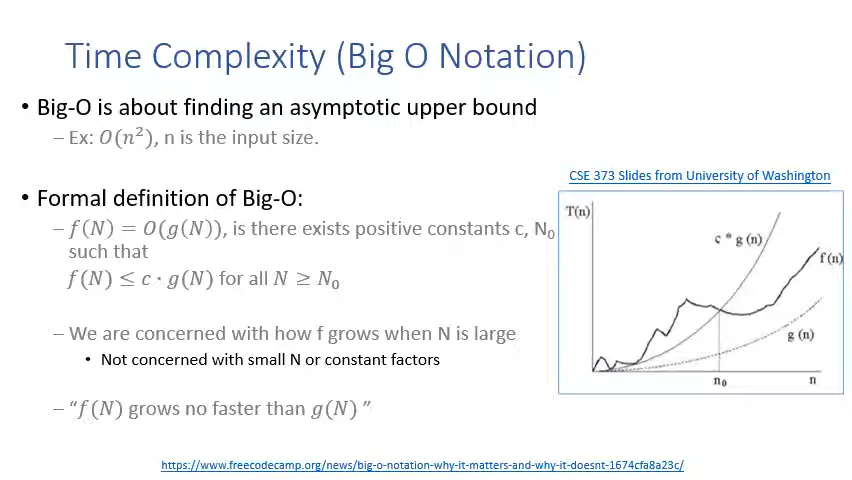 Time Complexity (Big O Notation)
• Big-O is about finding an asymptotic upper bound
– Ex: O(n²), n is the input size.
• Formal definition of Big-O:
– f(N) = O(g(N)), is there exists positive constants c, N₀
such that
f(N) ≤ c · g(N) for all N ≥ N₀
– We are concerned with how f grows when N is large
• Not concerned with small N or constant factors
– “f(N) grows no faster than g(N) ”
CSE 373 Slides from University of Washington
T(n)
c * g (n)
f (n)
g (n)
n₀
n
https://www.freecodecamp.org/news/big-o-notation-why-it-matters-and-why-it-doesnt-1674cfa8a23c/